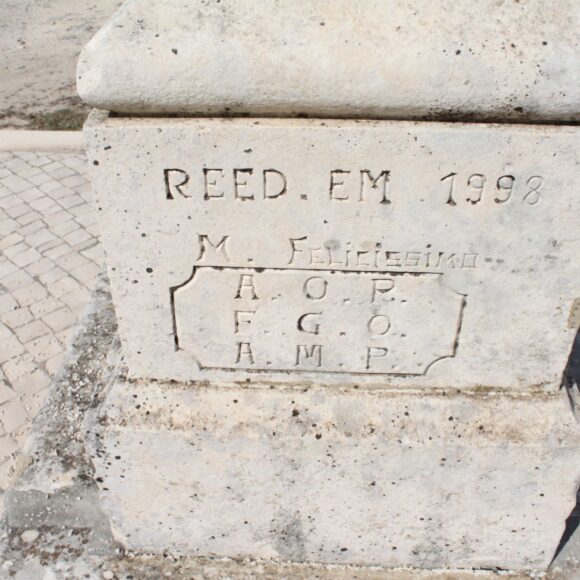 REED. EM 1998
M. FELICISSIMO
A. O. P.
F. G. O.
A. M. P.